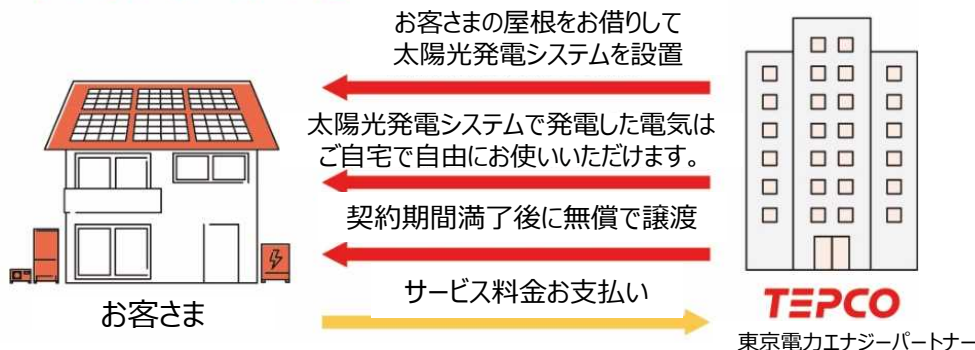 お客さまの屋根をお借りして
太陽光発電システムを設置
太陽光発電システムで発電した電気は
ご自宅で自由にお使いいただけます。
契約期間満了後に無償で譲渡
サービス料金お支払い
お客さま
TEPCO
東京電力エナジーパートナー